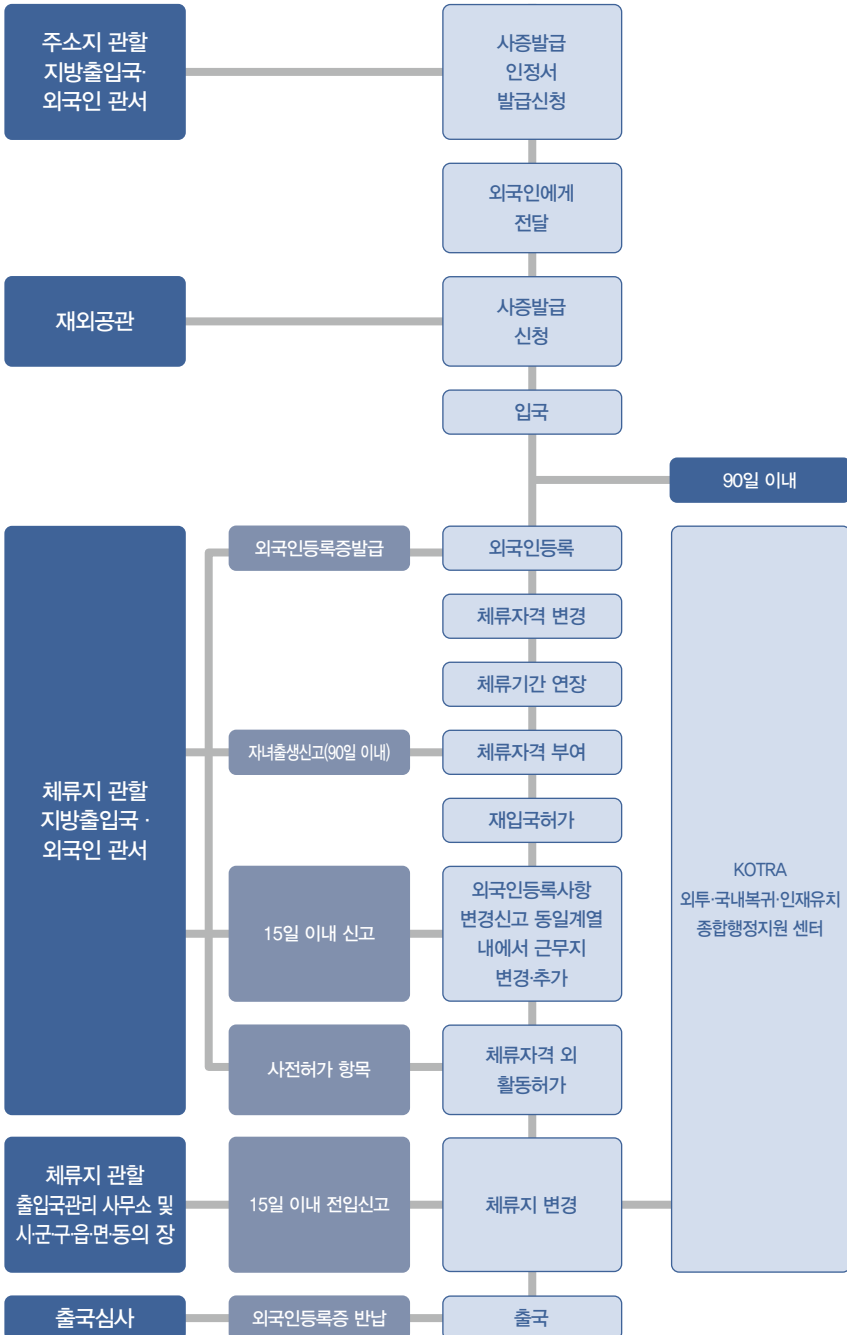 주소지 관할
지방출입국·
외국인 관서
사증발급
인정서
발급신청
외국인에게
전달
재외공관
사증발급
신청
입국
90일 이내
체류지 관할
지방출입국 ·
외국인 관서
외국인등록증발급
외국인등록
체류자격 변경
체류기간 연장
자녀출생신고(90일 이내)
체류자격 부여
재입국허가
15일 이내 신고
외국인등록사항
변경신고 동일계열
내에서 근무지
변경·추가
사전허가 항목
체류자격 외
활동허가
KOTRA
외투·국내복귀·인재유치
종합행정지원 센터
체류지 관할
출입국관리 사무소 및
시·군·구·읍·면·동의 장
15일 이내 전입신고
체류지 변경
출국심사
외국인등록증 반납
출국